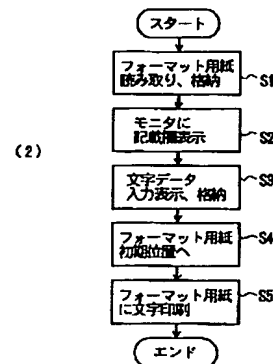 スタート
フォーマット用紙
読み取り、格納
S1
モニタに
記載欄表示
S2
(2)
文字データ
入力表示、格納
S3
フォーマット用紙
初期位置へ
S4
フォーマット用紙
に文字印刷
S5
エンド